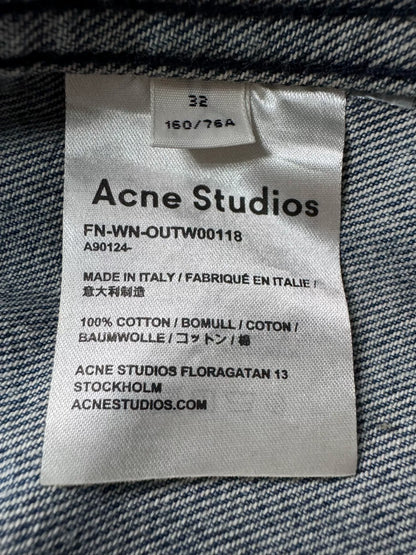 32
160/76A
Acne Studios
FN-WN-OUTW00118
A90124-
MADE IN ITALY / FABRIQUÉ EN ITALIE /
意大利制造
100% COTTON / BOMULL / COTON /
BAUMWOLLE / コットン / 棉
ACNE STUDIOS FLORAGATAN 13
STOCKHOLM
ACNESTUDIOS.COM